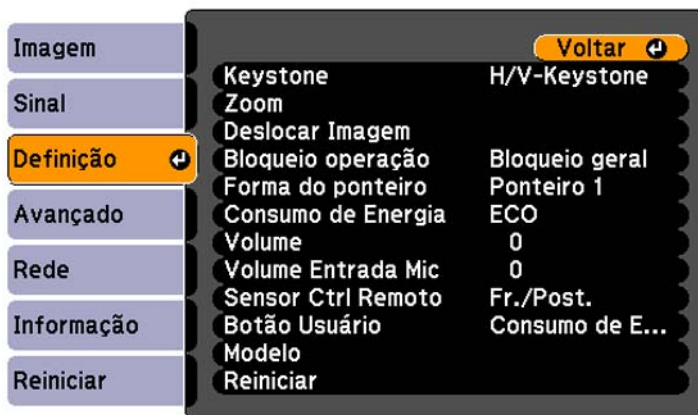 Imagem
Sinal
Definição
Avançado
Rede
Informação
Reiniciar
Voltar
Keystone H/V-Keystone
Zoom
Deslocar Imagem
Bloqueio operação Bloqueio geral
Forma do ponteiro Ponteiro 1
Consumo de Energia ECO
Volume 0
Volume Entrada Mic 0
Sensor Ctrl Remoto Fr./Post.
Botão Usuário Consumo de E...
Modelo
Reiniciar